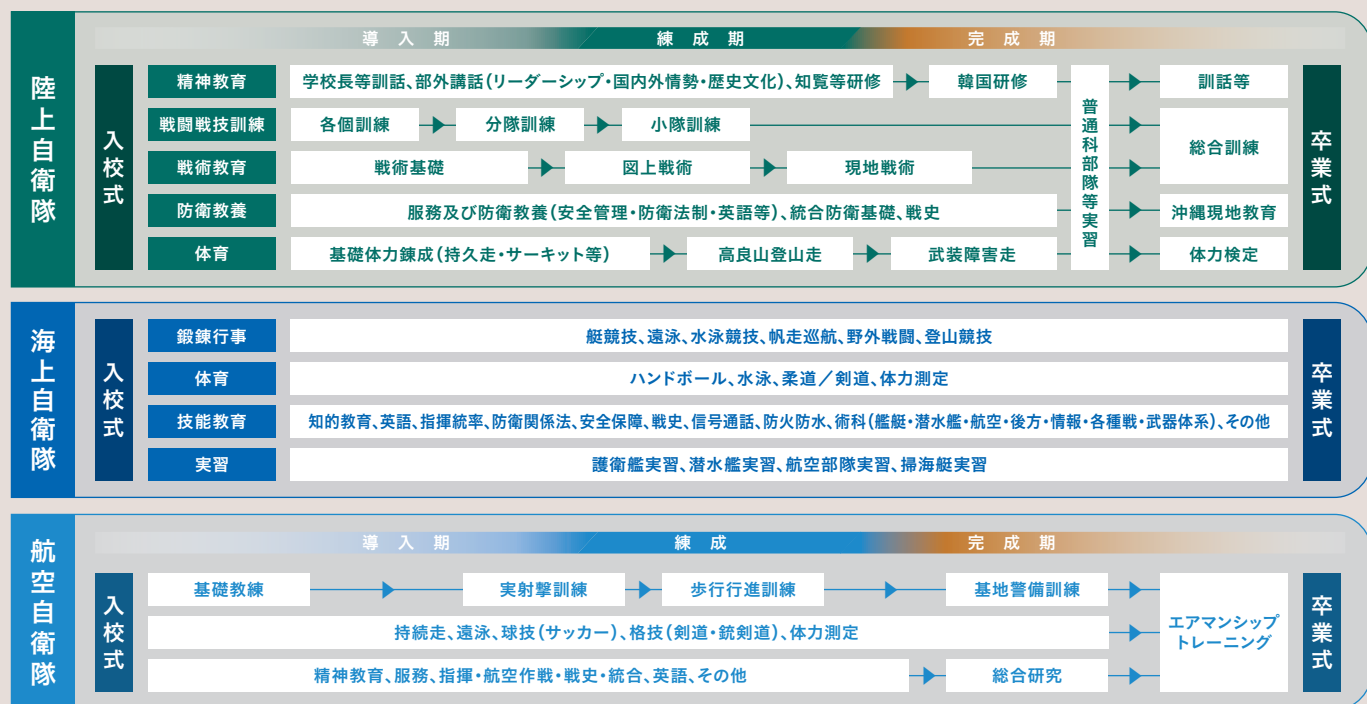 陸上自衛隊
導入期
練成期
完成期
入校式
精神教育
学校長等訓話、部外講話(リーダーシップ・国内外情勢・歴史文化)、知覧等研修
韓国研修
訓話等
戦闘戦技訓練
各個訓練
分隊訓練
小隊訓練
総合訓練
戦術教育
戦術基礎
図上戦術
現地戦術
防衛教養
服務及び防衛教養(安全管理・防衛法制・英語等)、統合防衛基礎、戦史
沖縄現地教育
体育
基礎体力錬成(持久走・サーキット等)
高良山登山走
武装障害走
体力検定
普通科部隊等実習
卒業式
海上自衛隊
入校式
鍛錬行事
艇競技、遠泳、水泳競技、帆走巡航、野外戦闘、登山競技
体育
ハンドボール、水泳、柔道/剣道、体力測定
技能教育
知的教育、英語、指揮統率、防衛関係法、安全保障、戦史、信号通話、防火防水、術科(艦艇・潜水艦・航空・後方・情報・各種戦・武器体系)、その他
実習
護衛艦実習、潜水艦実習、航空部隊実習、掃海艇実習
卒業式
航空自衛隊
導入期
練成
完成期
入校式
基礎教練
実射撃訓練
歩行行進訓練
基地警備訓練
持続走、遠泳、球技(サッカー)、格技(剣道・銃剣道)、体力測定
精神教育、服務、指揮・航空作戦・戦史・統合、英語、その他
総合研究
エアマンシップ
トレーニング
卒業式